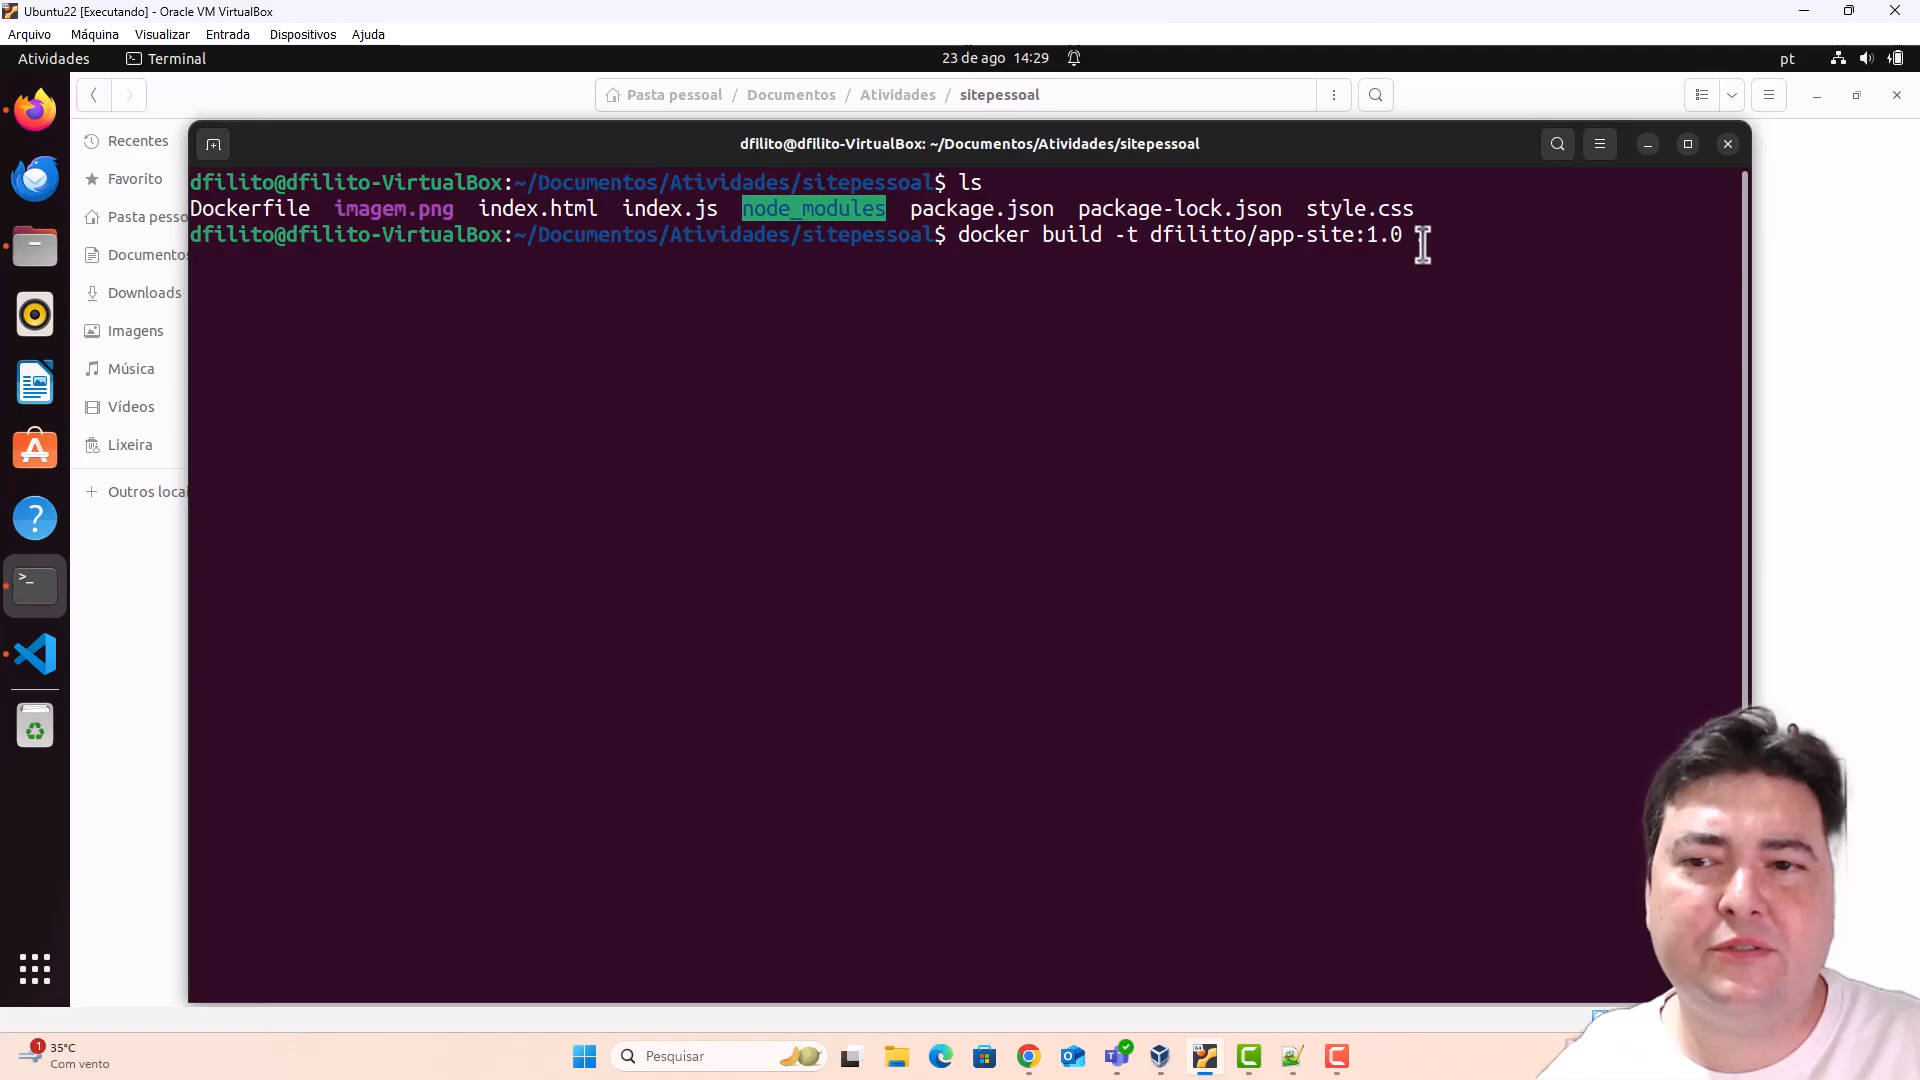 Ubuntu22 [Executando] - Oracle VM VirtualBox
Arquivo Máquina Visualizar Entrada Dispositivos Ajuda
Atividades Terminal 23 de ago 14:29 pt
Pasta pessoal / Documentos / Atividades / sitepessoal
Recentes
Favorito
Pasta pesso
Documentos
Downloads
Imagens
Música
Vídeos
Lixeira
Outros locai
dfilito@dfilito-VirtualBox: ~/Documentos/Atividades/sitepessoal
dfilito@dfilito-VirtualBox:~/Documentos/Atividades/sitepessoal$ ls
Dockerfile imagem.png index.html index.js node_modules package.json package-lock.json style.css
dfilito@dfilito-VirtualBox:~/Documentos/Atividades/sitepessoal$ docker build -t dfilitto/app-site:1.0
1
35°C
Com vento
Pesquisar